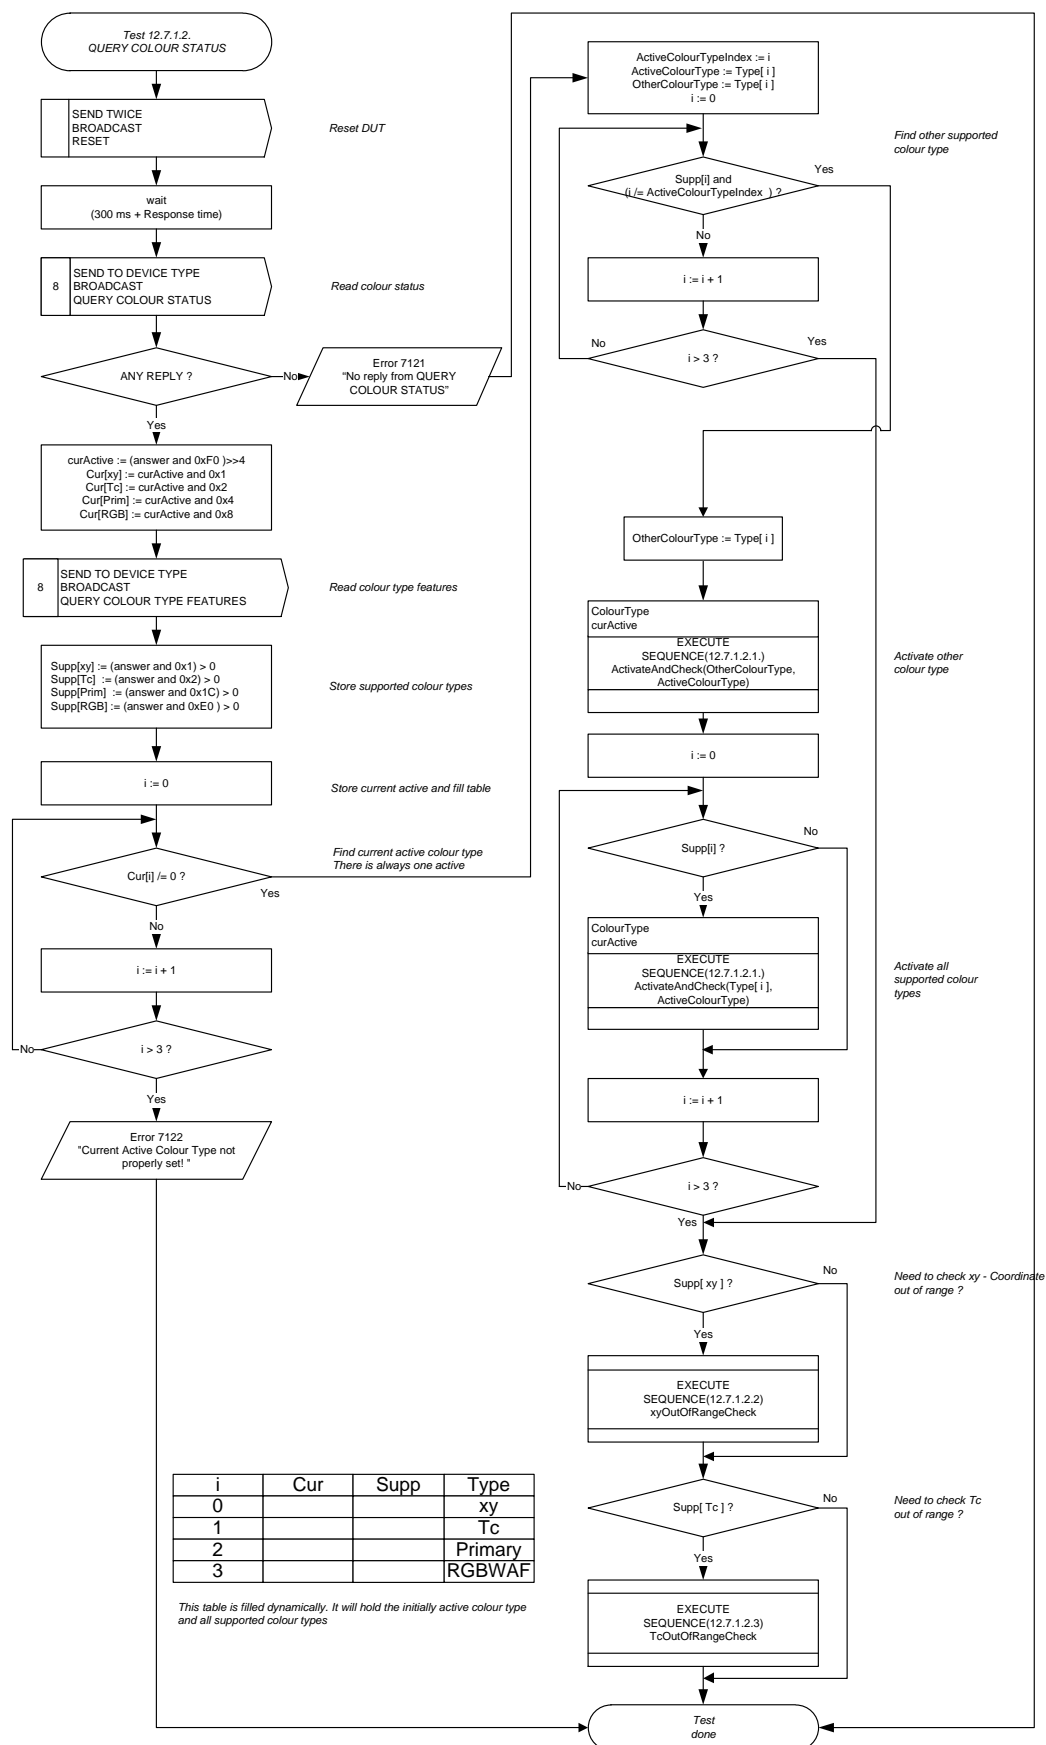 Test 12.7.1.2.
QUERY COLOUR STATUS
SEND TWICE
BROADCAST
RESET
Reset DUT
wait
(300 ms + Response time)
8
SEND TO DEVICE TYPE
BROADCAST
QUERY COLOUR STATUS
Read colour status
ANY REPLY ?
No
Error 7121
“No reply from QUERY
COLOUR STATUS”
Yes
curActive := (answer and 0xF0 )>>4
Cur[xy] := curActive and 0x1
Cur[Tc] := curActive and 0x2
Cur[Prim] := curActive and 0x4
Cur[RGB] := curActive and 0x8
8
SEND TO DEVICE TYPE
BROADCAST
QUERY COLOUR TYPE FEATURES
Read colour type features
Supp[xy] := (answer and 0x1) > 0
Supp[Tc] := (answer and 0x2) > 0
Supp[Prim] := (answer and 0x1C) > 0
Supp[RGB] := (answer and 0xE0 ) > 0
Store supported colour types
i := 0
Store current active and fill table
Cur[i] /= 0 ?
Yes
Find current active colour type
There is always one active
No
i := i + 1
i > 3 ?
No
Yes
Error 7122
"Current Active Colour Type not
properly set! "
ActiveColourTypeIndex := i
ActiveColourType := Type[ i ]
OtherColourType := Type[ i ]
i := 0
Find other supported
colour type
Supp[i] and
(i /= ActiveColourTypeIndex ) ?
Yes
No
i := i + 1
i > 3 ?
No
Yes
OtherColourType := Type[ i ]
ColourType
curActive
EXECUTE
SEQUENCE(12.7.1.2.1.)
ActivateAndCheck(OtherColourType,
ActiveColourType)
Activate other
colour type
i := 0
Supp[i] ?
No
Yes
ColourType
curActive
EXECUTE
SEQUENCE(12.7.1.2.1.)
ActivateAndCheck(Type[ i ],
ActiveColourType)
Activate all
supported colour
types
i := i + 1
i > 3 ?
No
Yes
Supp[ xy ] ?
No
Need to check xy - Coordinate
out of range ?
Yes
EXECUTE
SEQUENCE(12.7.1.2.2)
xyOutOfRangeCheck
Supp[ Tc ] ?
No
Need to check Tc
out of range ?
Yes
EXECUTE
SEQUENCE(12.7.1.2.3)
TcOutOfRangeCheck
Test
done
i Cur Supp Type
0 xy
1 Tc
2 Primary
3 RGBWAF
This table is filled dynamically. It will hold the initially active colour type
and all supported colour types